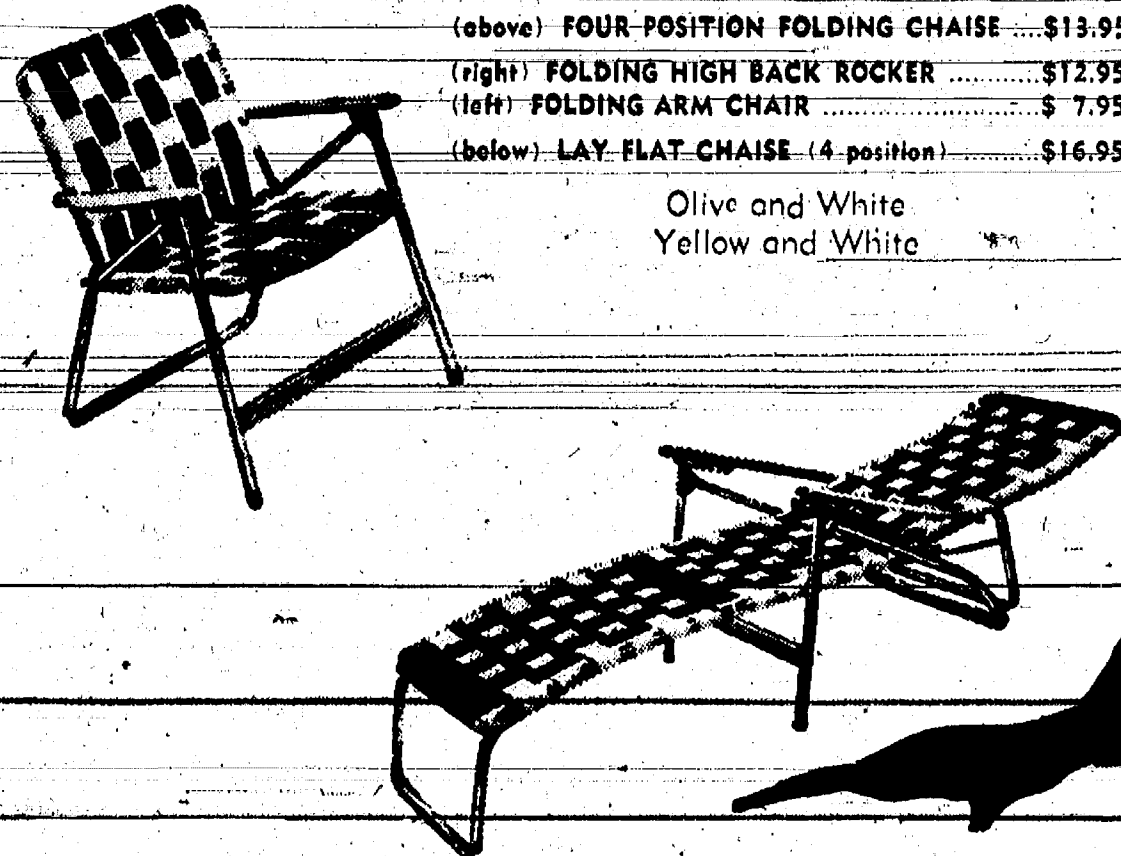 (above) FOUR POSITION FOLDING CHAISE ....$13.95
(right) FOLDING HIGH BACK ROCKER ...........$12.95
(left) FOLDING ARM CHAIR .........................$ 7.95
(below) LAY FLAT CHAISE (4 position) .........$16.95
Olive and White
Yellow and White